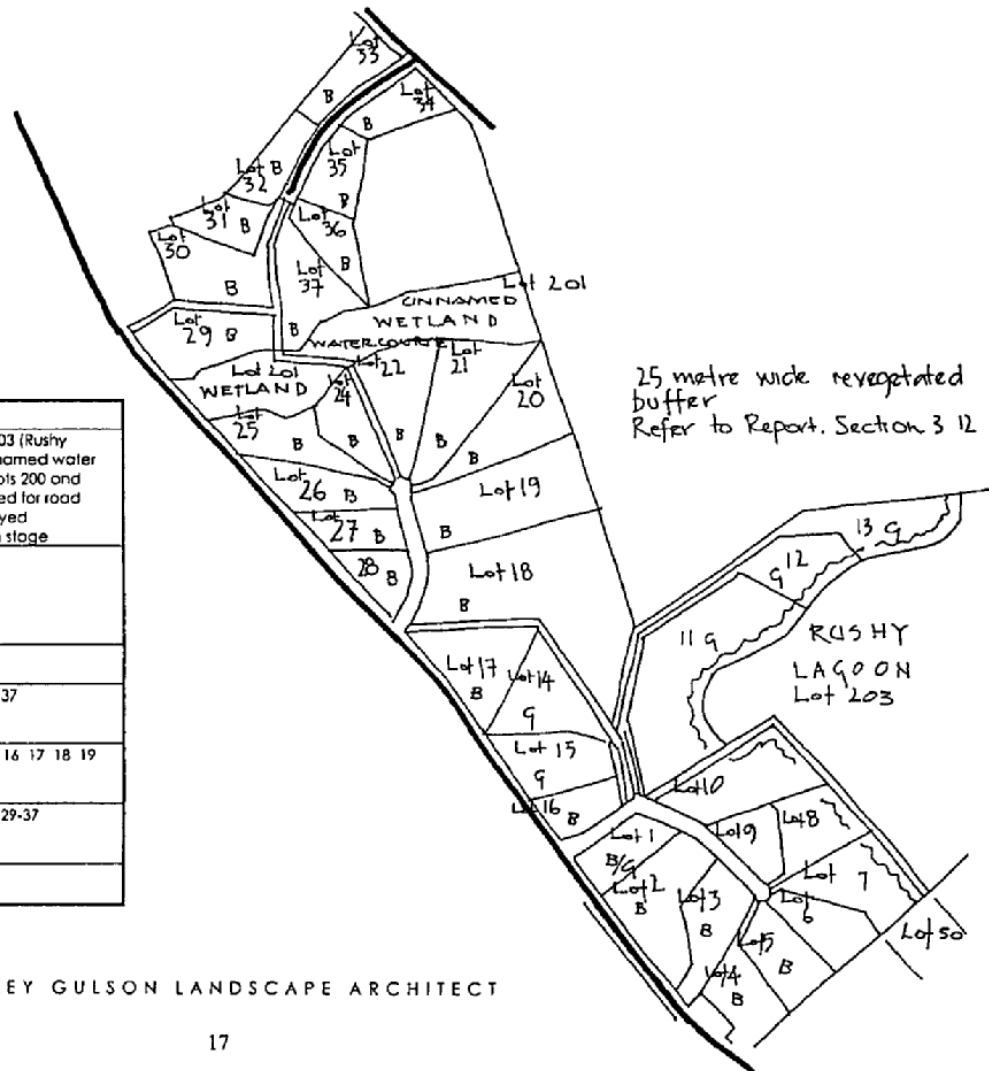 Lot
33
B
Lot
34
B
Lot
35
B
Lot B
32
Lot
31 B
Lot
30
B
Lot
36
B
Lot
37
B
Lot 201
UNNAMED
WETLAND
WATERCOURSE
Lot
29 B
Lot 201
WETLAND
Lot
22
B
Lot
21
B
Lot
20
B
Lot
24
B
Lot
25
B
Lot
26 B
Lot
27 B
28 B
Lot 19
B
Lot 18
B
25 metre wide revegetated
buffer
Refer to Report. Section 3 12
13 G
12
G
11 G
RUSHY
LAGOON
Lot 203
Lot 17
B
Lot 14
G
Lot 15
G
Lot 16
B
Lot 10
Lot 1
B/G
Lot 9
Lot 8
Lot 2
B
Lot 3
B
Lot 7
Lot
6
Lot 5
B
Lot 4
B
Lot 50
03 (Rushy
named water
ots 200 and
ed for road
yed
stage
37
16 17 18 19
29-37
EY GULSON LANDSCAPE ARCHITECT
17